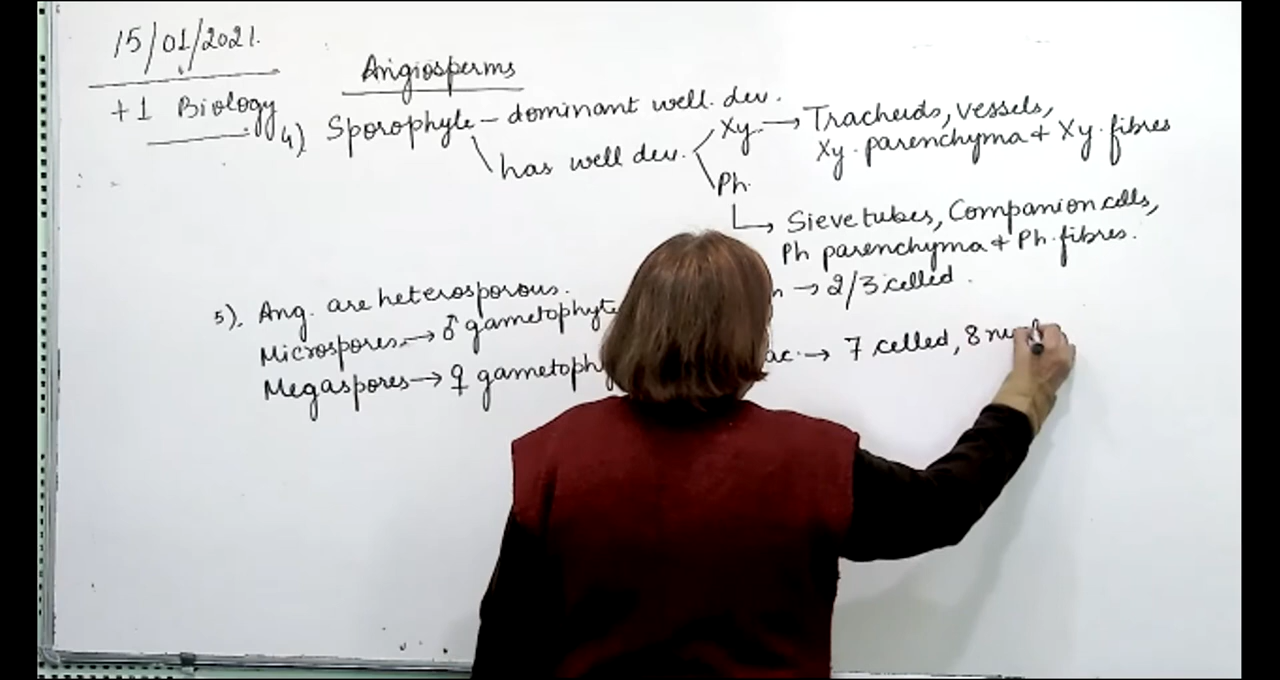 15/01/2021.
+1 Biology
Angiosperms
4) Sporophyte – dominant well. dev.
has well dev. Xy. → Tracheids, vessels,
Xy. parenchyma + Xy. fibres
Ph.
Sieve tubes, Companion cells,
Ph parenchyma + Ph. fibres.
5). Ang. are heterosporous.
Microspores → ♂ gametophyte → 2/3 celled.
Megaspores → ♀ gametoph → 7 celled, 8